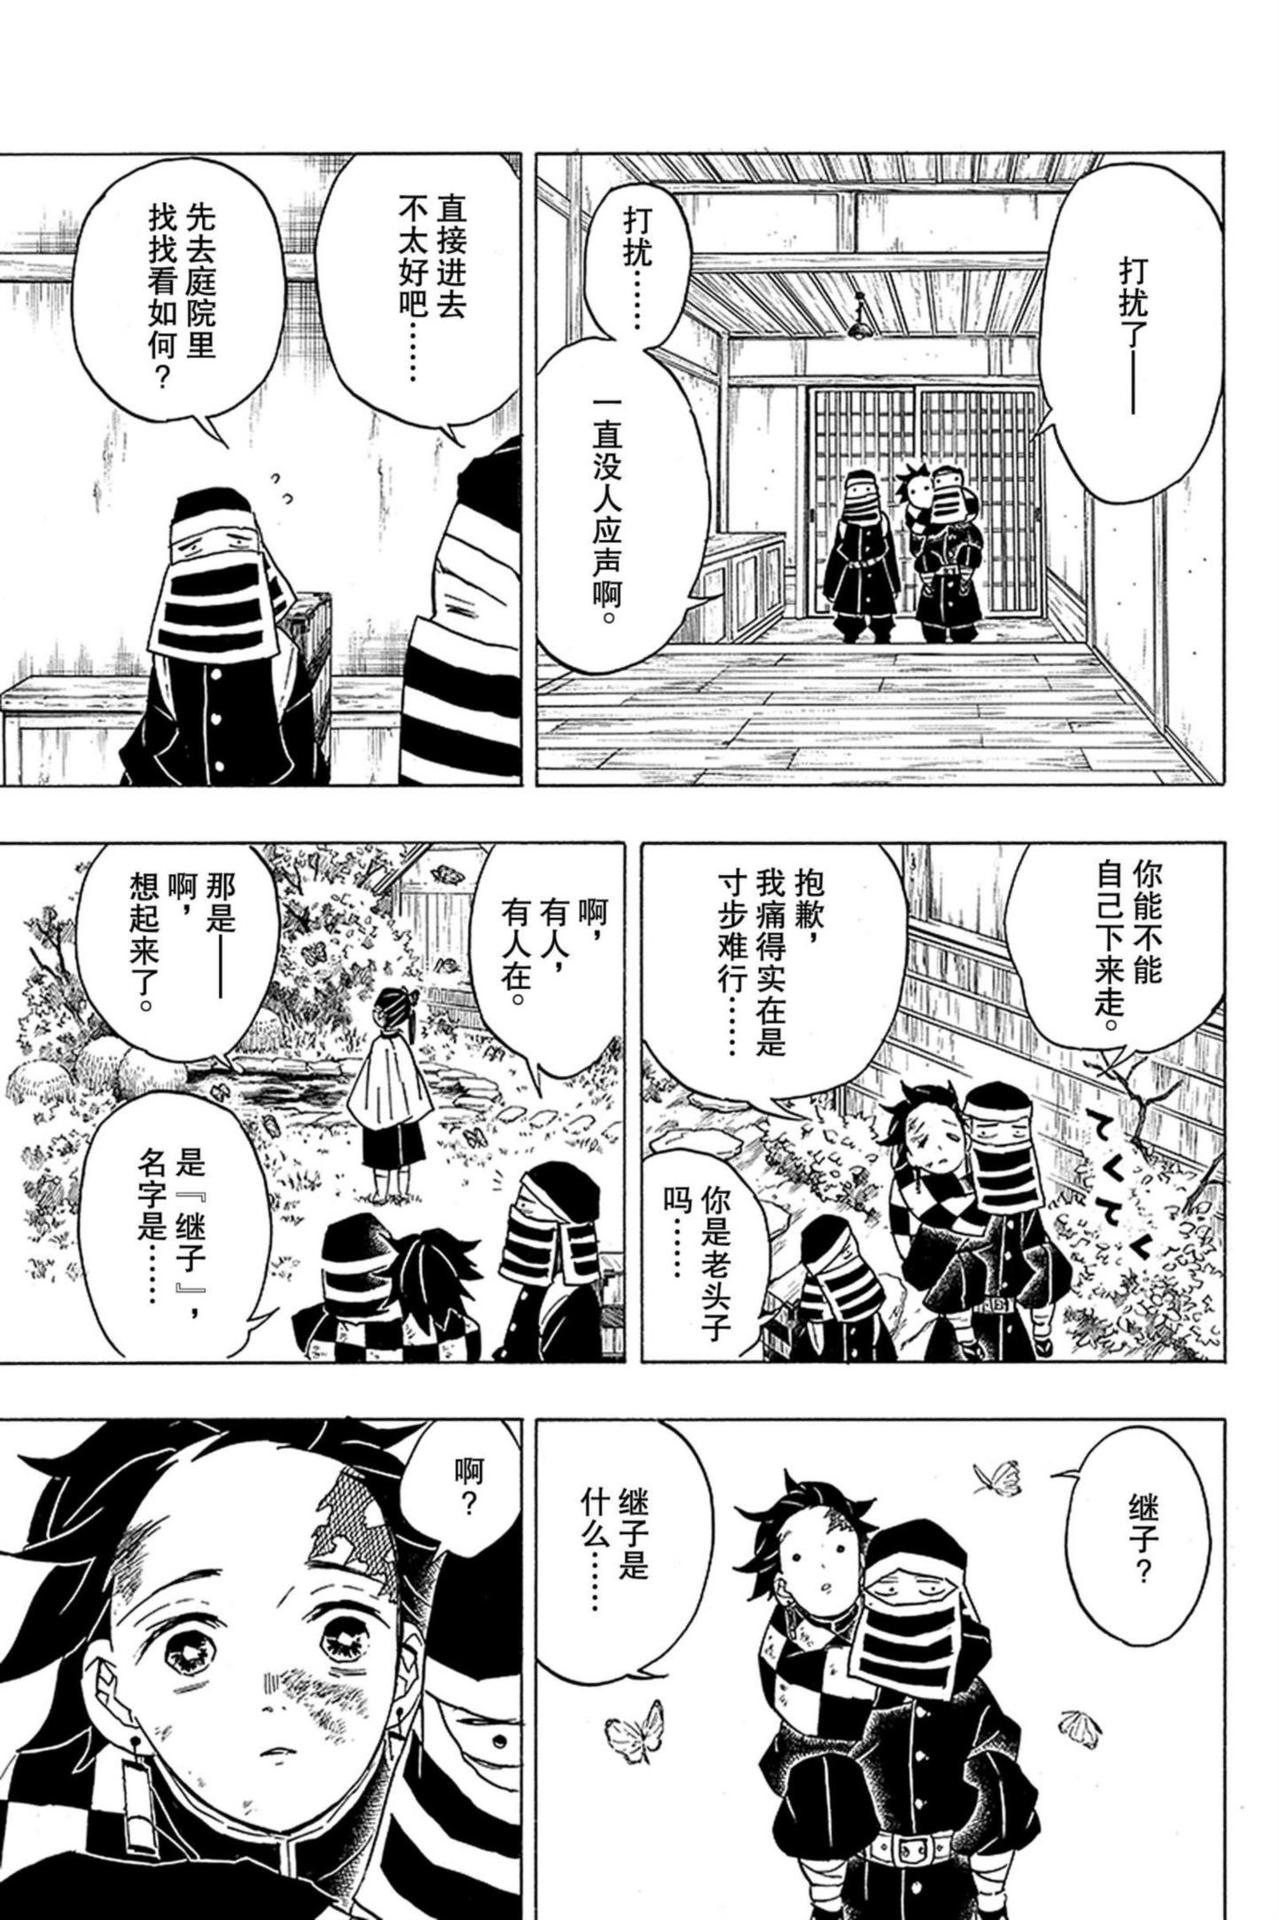 打扰了——
打扰……
一直没人应声啊。
直接进去
不太好吧……
先去庭院里
找找看如何？
你能不能
自己下来走。
てくてく
抱歉，
我痛得实在是
寸步难行……
你是老头子
吗……
啊，
有人，
有人在。
那是——
啊，
想起来了。
是『继子』，
名字是……
继子？
继子是
什么……
啊？